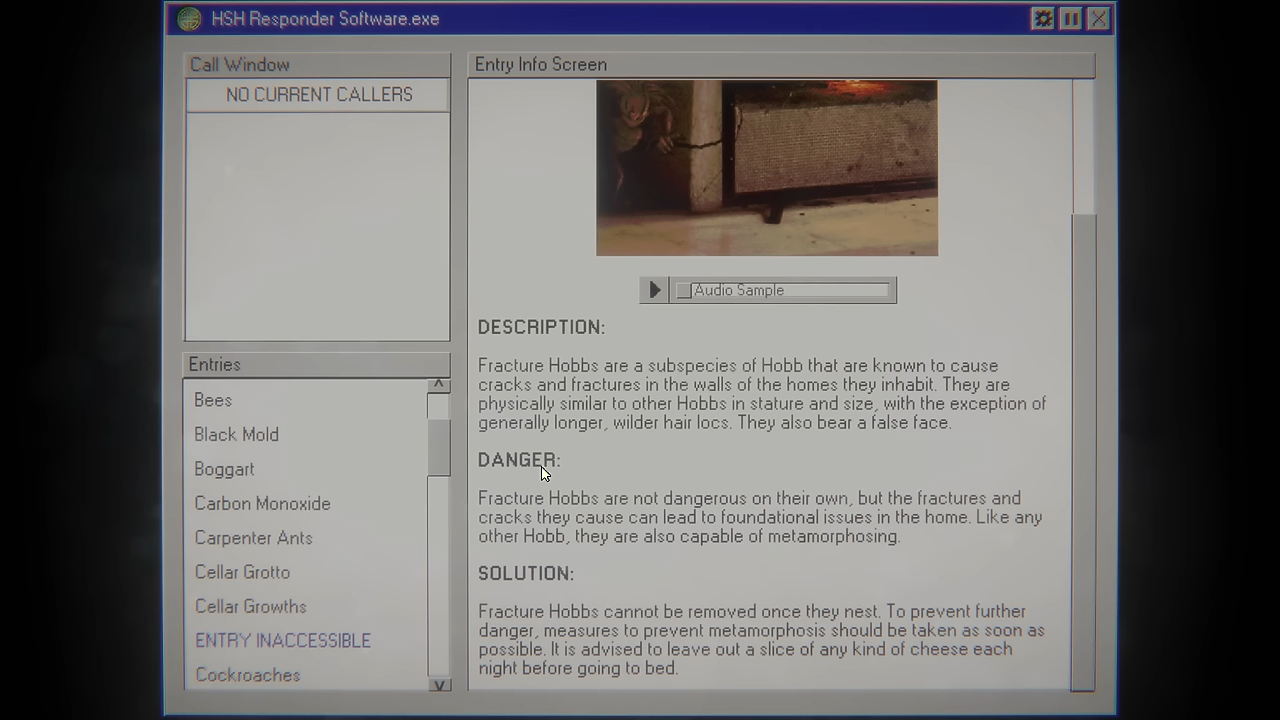 HSH Responder Software.exe
Call Window
NO CURRENT CALLERS
Entries
Bees
Black Mold
Boggart
Carbon Monoxide
Carpenter Ants
Cellar Grotto
Cellar Growths
ENTRY INACCESSIBLE
Cockroaches
Entry Info Screen
Audio Sample
DESCRIPTION:
Fracture Hobbs are a subspecies of Hobb that are known to cause
cracks and fractures in the walls of the homes they inhabit. They are
physically similar to other Hobbs in stature and size, with the exception of
generally longer, wilder hair locs. They also bear a false face.
DANGER:
Fracture Hobbs are not dangerous on their own, but the fractures and
cracks they cause can lead to foundational issues in the home. Like any
other Hobb, they are also capable of metamorphosing.
SOLUTION:
Fracture Hobbs cannot be removed once they nest. To prevent further
danger, measures to prevent metamorphosis should be taken as soon as
possible. It is advised to leave out a slice of any kind of cheese each
night before going to bed.